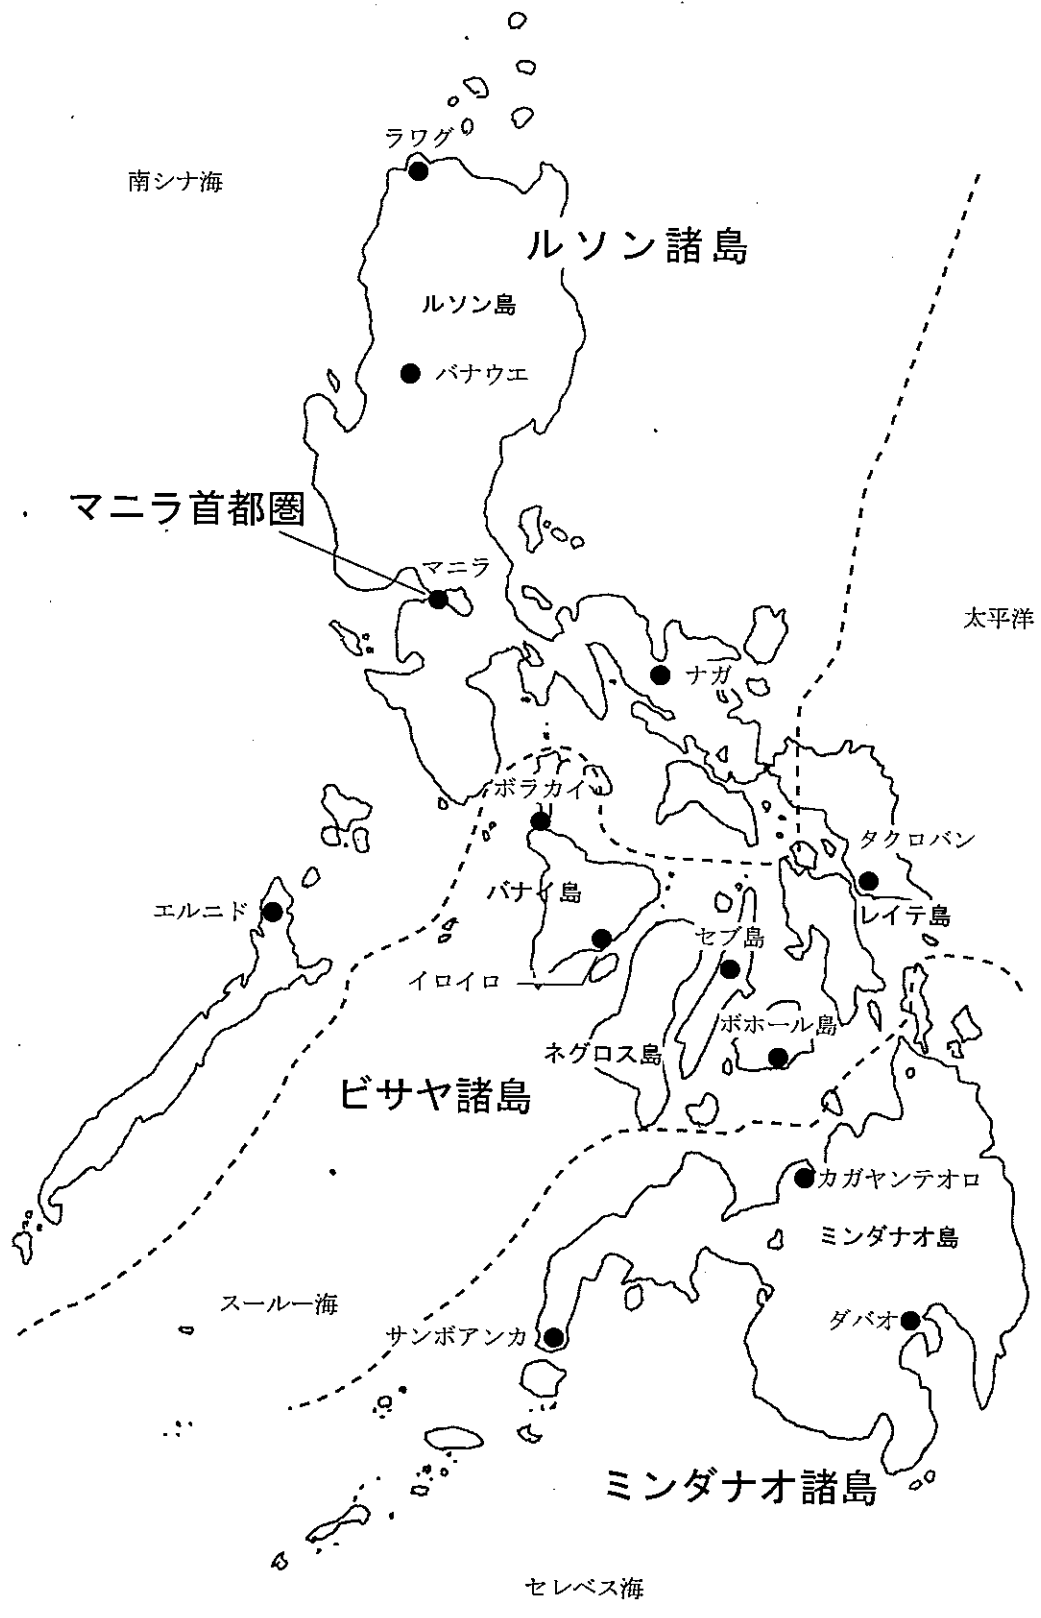 ラワグ
南シナ海
ルソン諸島
ルソン島
バナウエ
マニラ首都圏
マニラ
太平洋
ナガ
ボラカイ
タクロバン
バナイ島
エルニド
レイテ島
セブ島
イロイロ
ボホール島
ネグロス島
ビサヤ諸島
カガヤンテオロ
ミンダナオ島
スールー海
ダバオ
サンボアンカ
ミンダナオ諸島
セレベス海